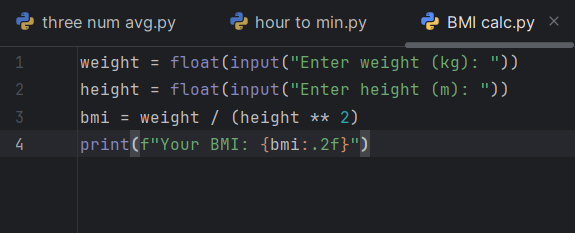 three num avg.py hour to min.py BMI calc.py ×
1 weight = float(input("Enter weight (kg): "))
2 height = float(input("Enter height (m): "))
3 bmi = weight / (height ** 2)
4 print(f"Your BMI: {bmi:.2f}")